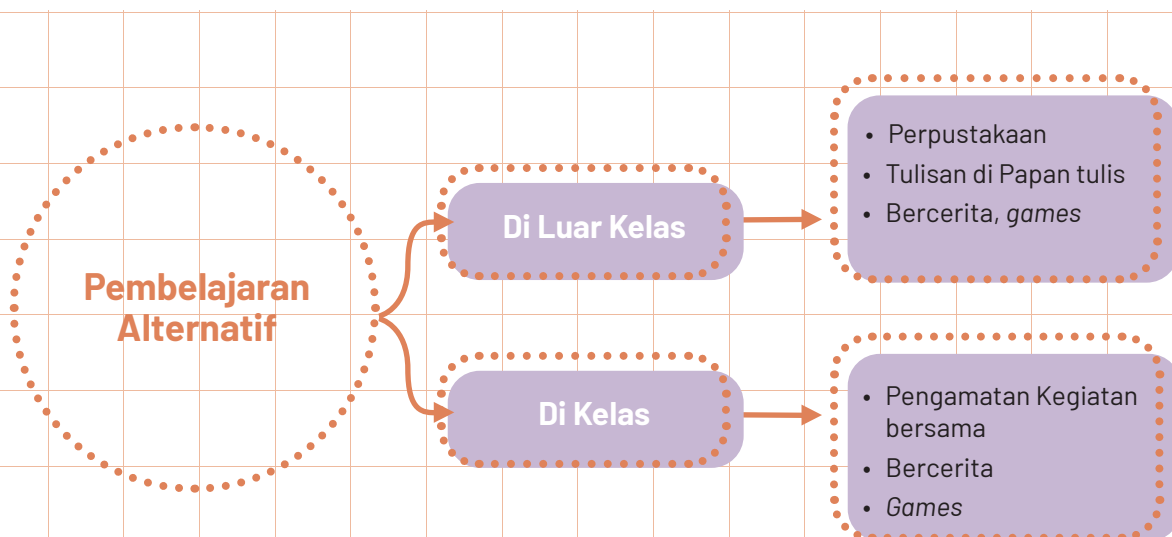 Pembelajaran
Alternatif
Di Luar Kelas
• Perpustakaan
• Tulisan di Papan tulis
• Bercerita, games
Di Kelas
• Pengamatan Kegiatan
bersama
• Bercerita
• Games